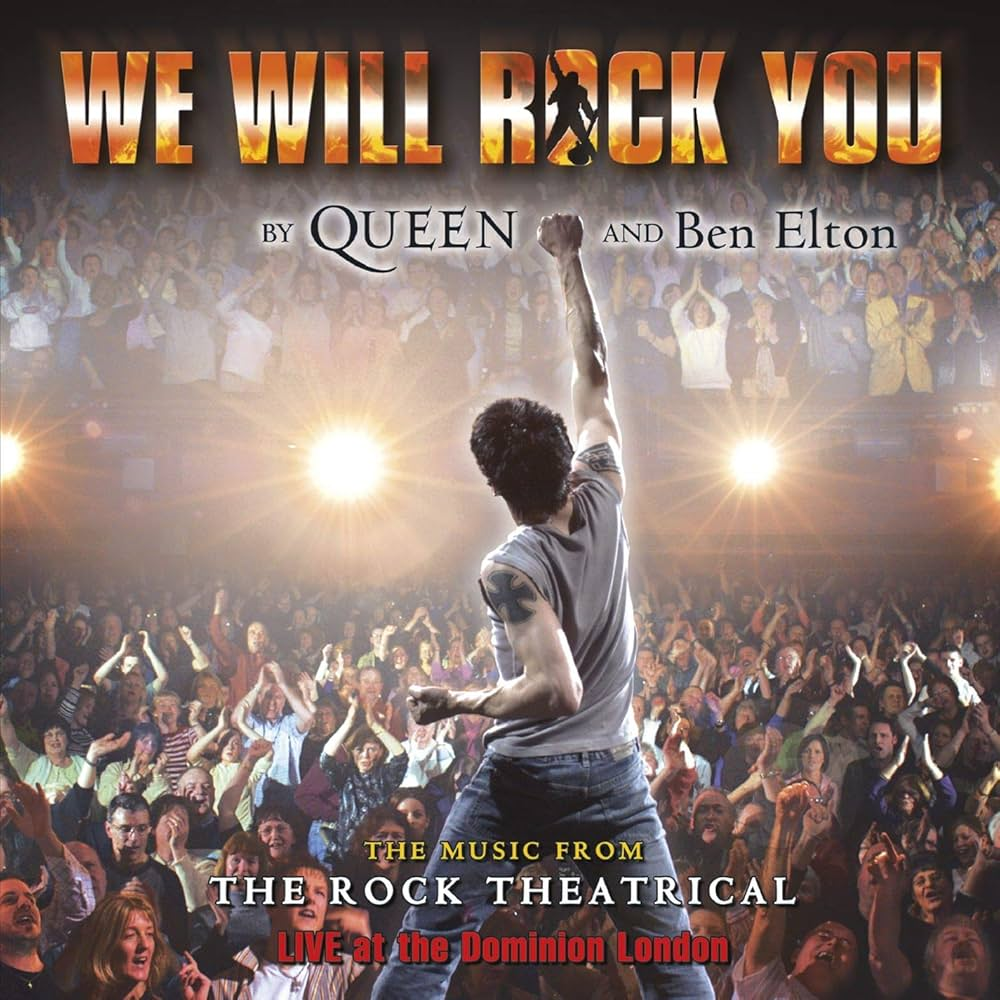 WE WILL ROCK YOU
BY QUEEN AND Ben Elton
THE MUSIC FROM
THE ROCK THEATRICAL
LIVE at the Dominion London